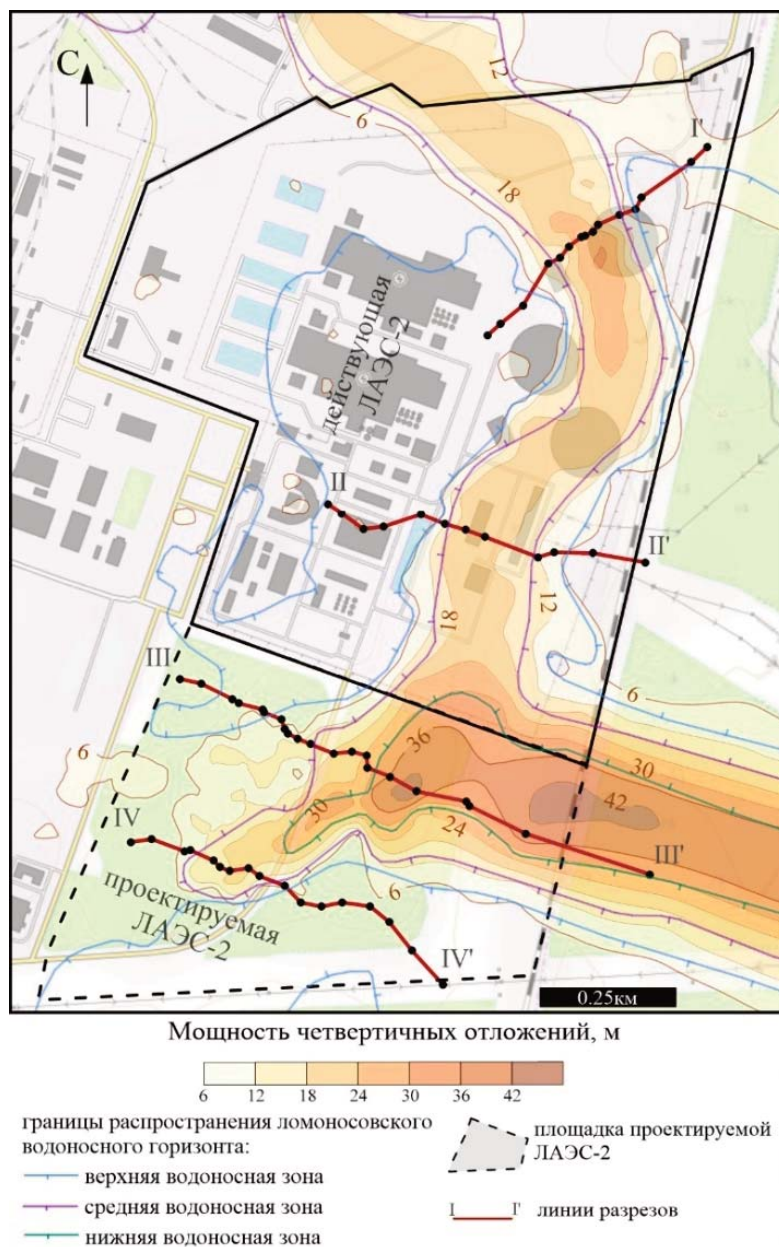 С
12
6
I'
18
действующая
ЛАЭС-2
II
II'
12
18
III
6
30
36
6
42
30
24
IV
III'
6
проектируемая
ЛАЭС-2
IV'
0.25км
Мощность четвертичных отложений, м
6 12 18 24 30 36 42
границы распространения ломоносовского
водоносного горизонта:
верхняя водоносная зона
средняя водоносная зона
нижняя водоносная зона
площадка проектируемой
ЛАЭС-2
I I' линии разрезов